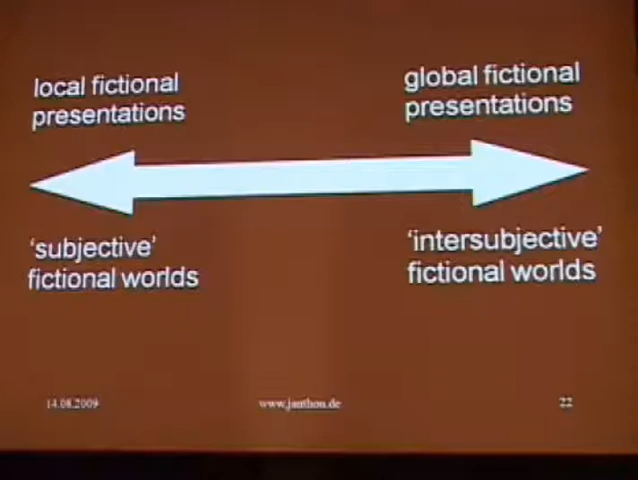 local fictional
presentations
global fictional
presentations
'subjective'
fictional worlds
'intersubjective'
fictional worlds
14.08.2009
www.janthon.de
22